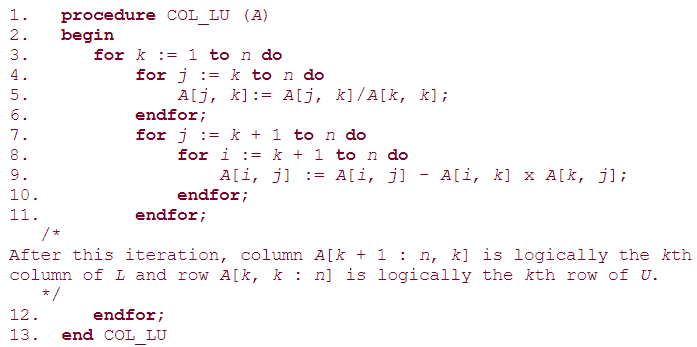 1. procedure COL_LU (A)
2. begin
3. for k := 1 to n do
4. for j := k to n do
5. A[j, k]:= A[j, k]/A[k, k];
6. endfor;
7. for j := k + 1 to n do
8. for i := k + 1 to n do
9. A[i, j] := A[i, j] - A[i, k] x A[k, j];
10. endfor;
11. endfor;
/*
After this iteration, column A[k + 1 : n, k] is logically the kth
column of L and row A[k, k : n] is logically the kth row of U.
*/
12. endfor;
13. end COL_LU